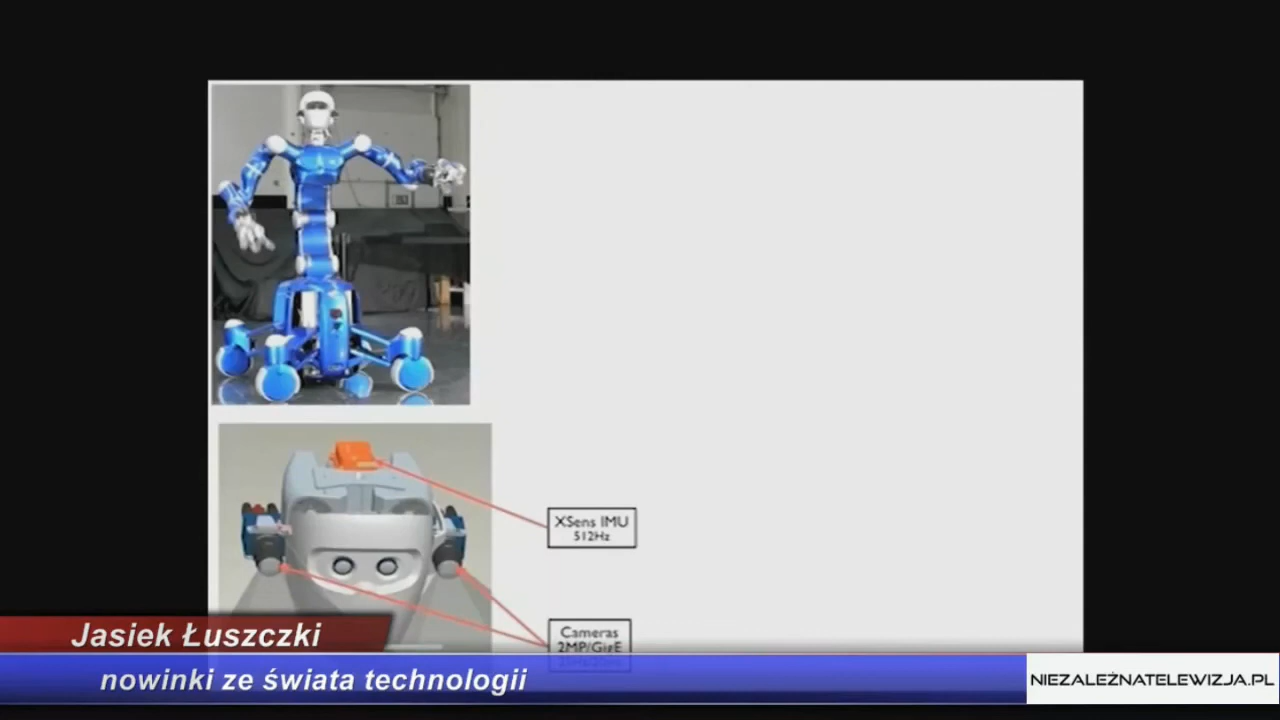 XSens IMU
512Hz
Cameras
2MP/GigE
Jasiek Łuszczki
nowinki ze świata technologii
NIEZALEŻNATELEWIZJA.PL